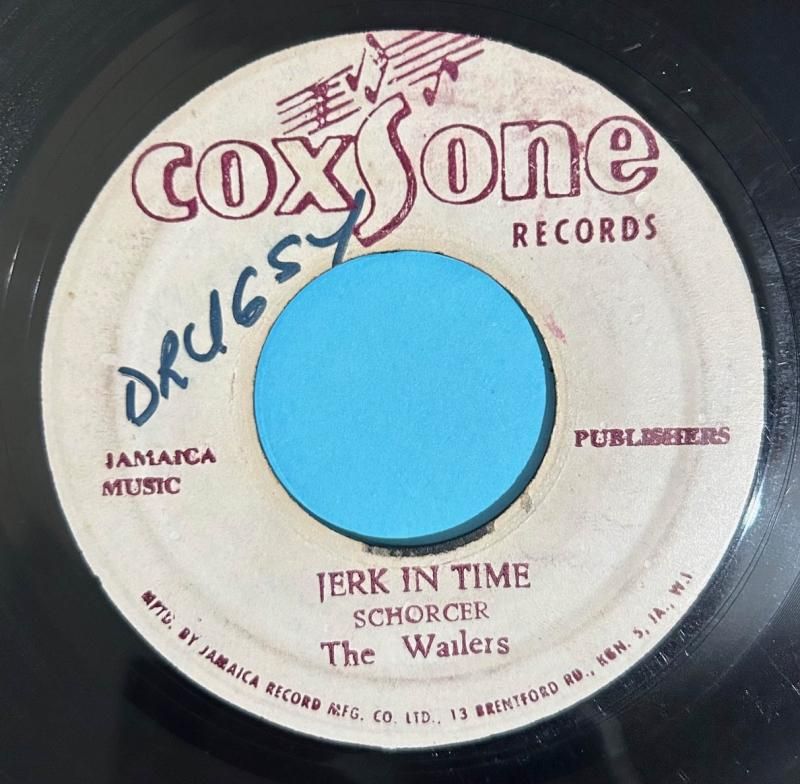 coxsone
RECORDS
DRUGSY
JAMAICA
MUSIC
PUBLISHERS
JERK IN TIME
SCHORCER
The Wailers
MFTD. BY JAMAICA RECORD MFG. CO. LTD., 13 BRENTFORD RD., KGN. 5, JA., W.I